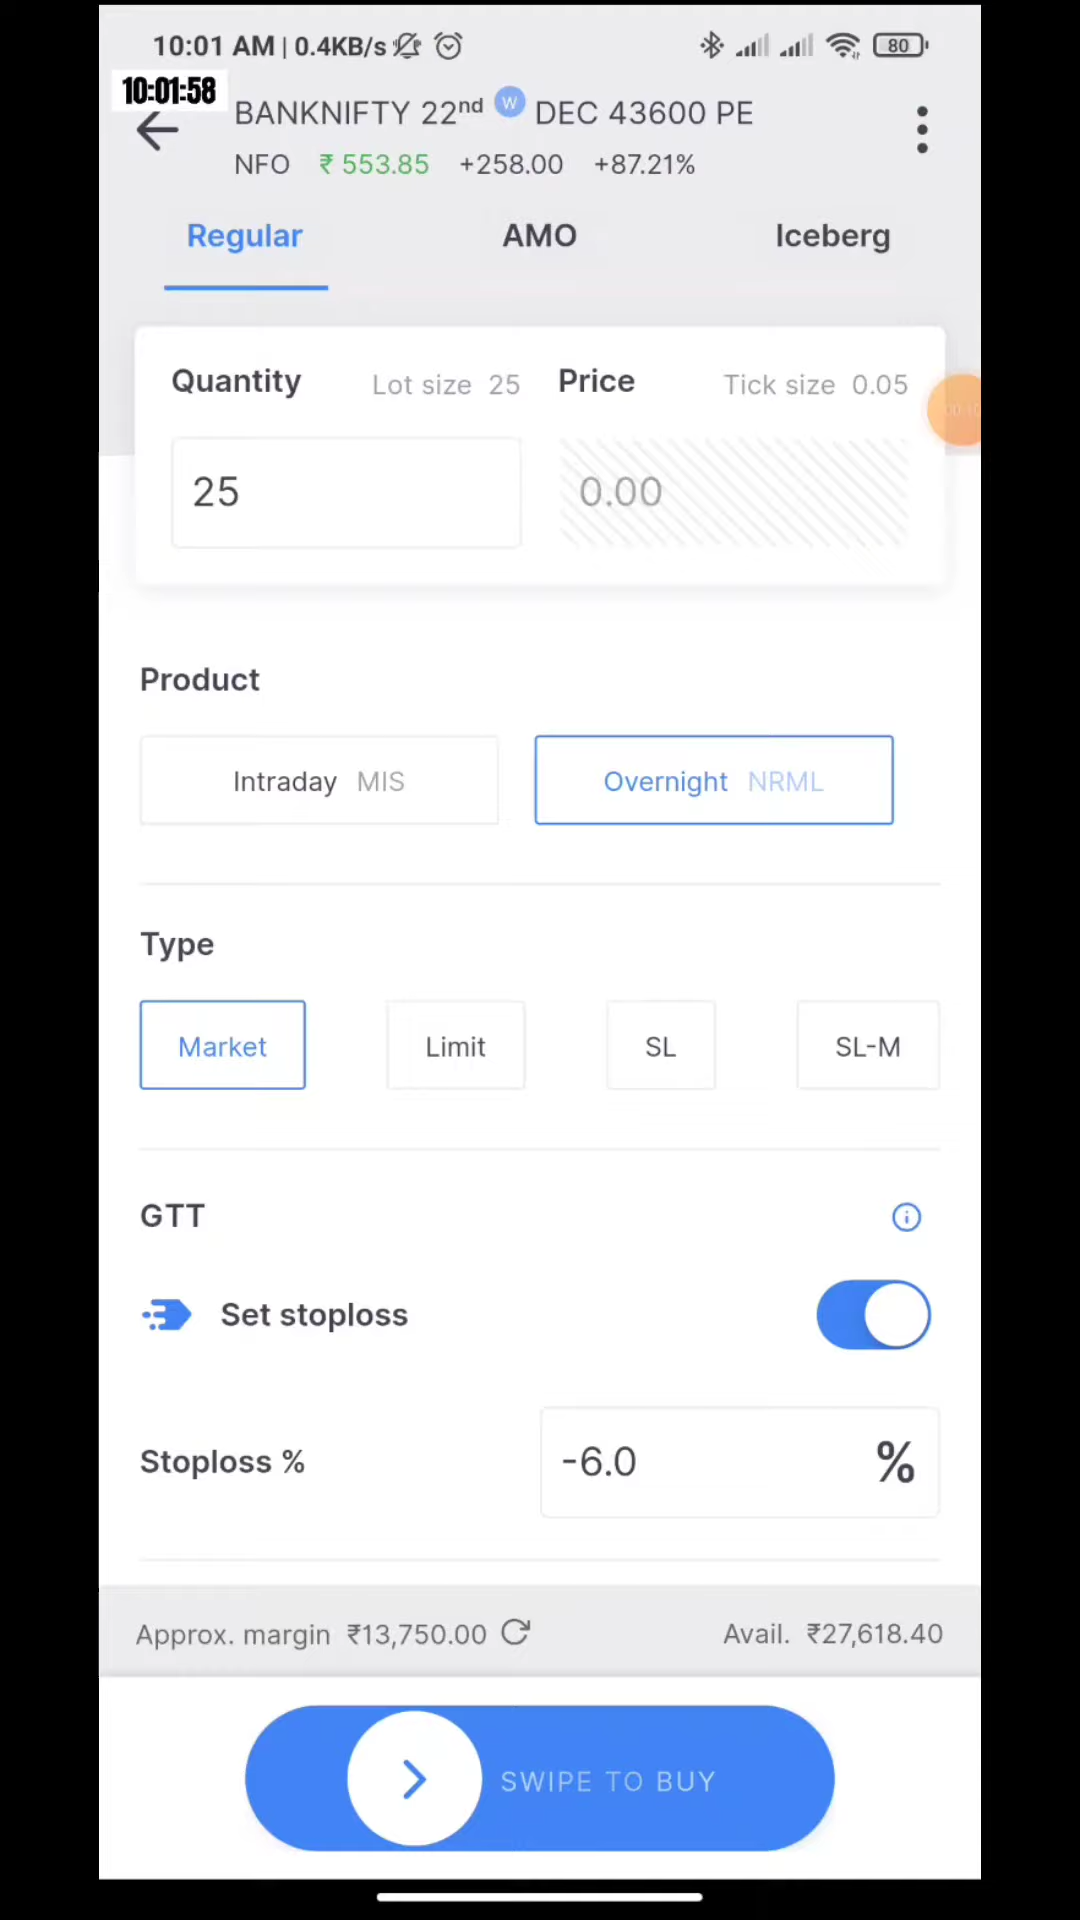 10:01 AM | 0.4KB/s 80
10:01:58
BANKNIFTY 22nd W DEC 43600 PE
NFO ₹ 553.85 +258.00 +87.21%
Regular AMO Iceberg
Quantity Lot size 25 Price Tick size 0.05
25 0.00
Product
Intraday MIS Overnight NRML
Type
Market Limit SL SL-M
GTT
Set stoploss
Stoploss % -6.0 %
Approx. margin ₹13,750.00 Avail. ₹27,618.40
SWIPE TO BUY